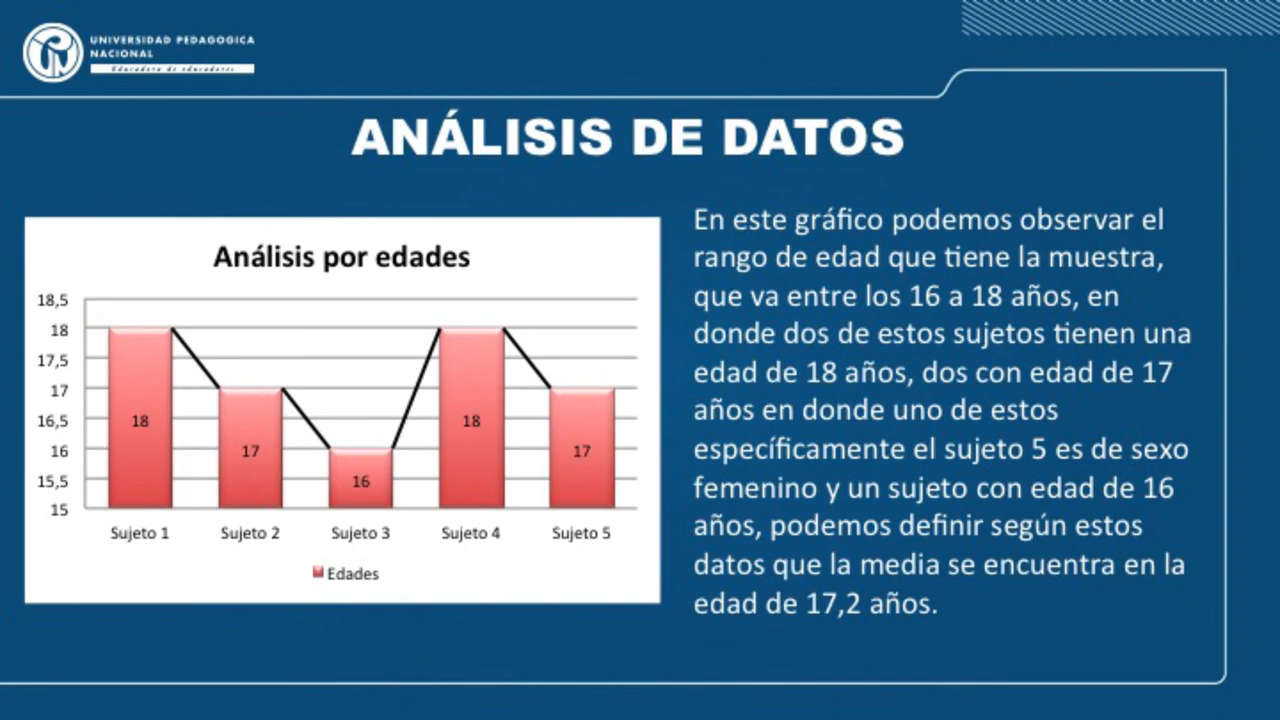 UNIVERSIDAD PEDAGOGICA
NACIONAL
Educadora de educadores
ANÁLISIS DE DATOS
Análisis por edades
18,5
18
17,5
17
16,5
16
15,5
15
18
17
16
18
17
Sujeto 1
Sujeto 2
Sujeto 3
Sujeto 4
Sujeto 5
Edades
En este gráfico podemos observar el
rango de edad que tiene la muestra,
que va entre los 16 a 18 años, en
donde dos de estos sujetos tienen una
edad de 18 años, dos con edad de 17
años en donde uno de estos
específicamente el sujeto 5 es de sexo
femenino y un sujeto con edad de 16
años, podemos definir según estos
datos que la media se encuentra en la
edad de 17,2 años.